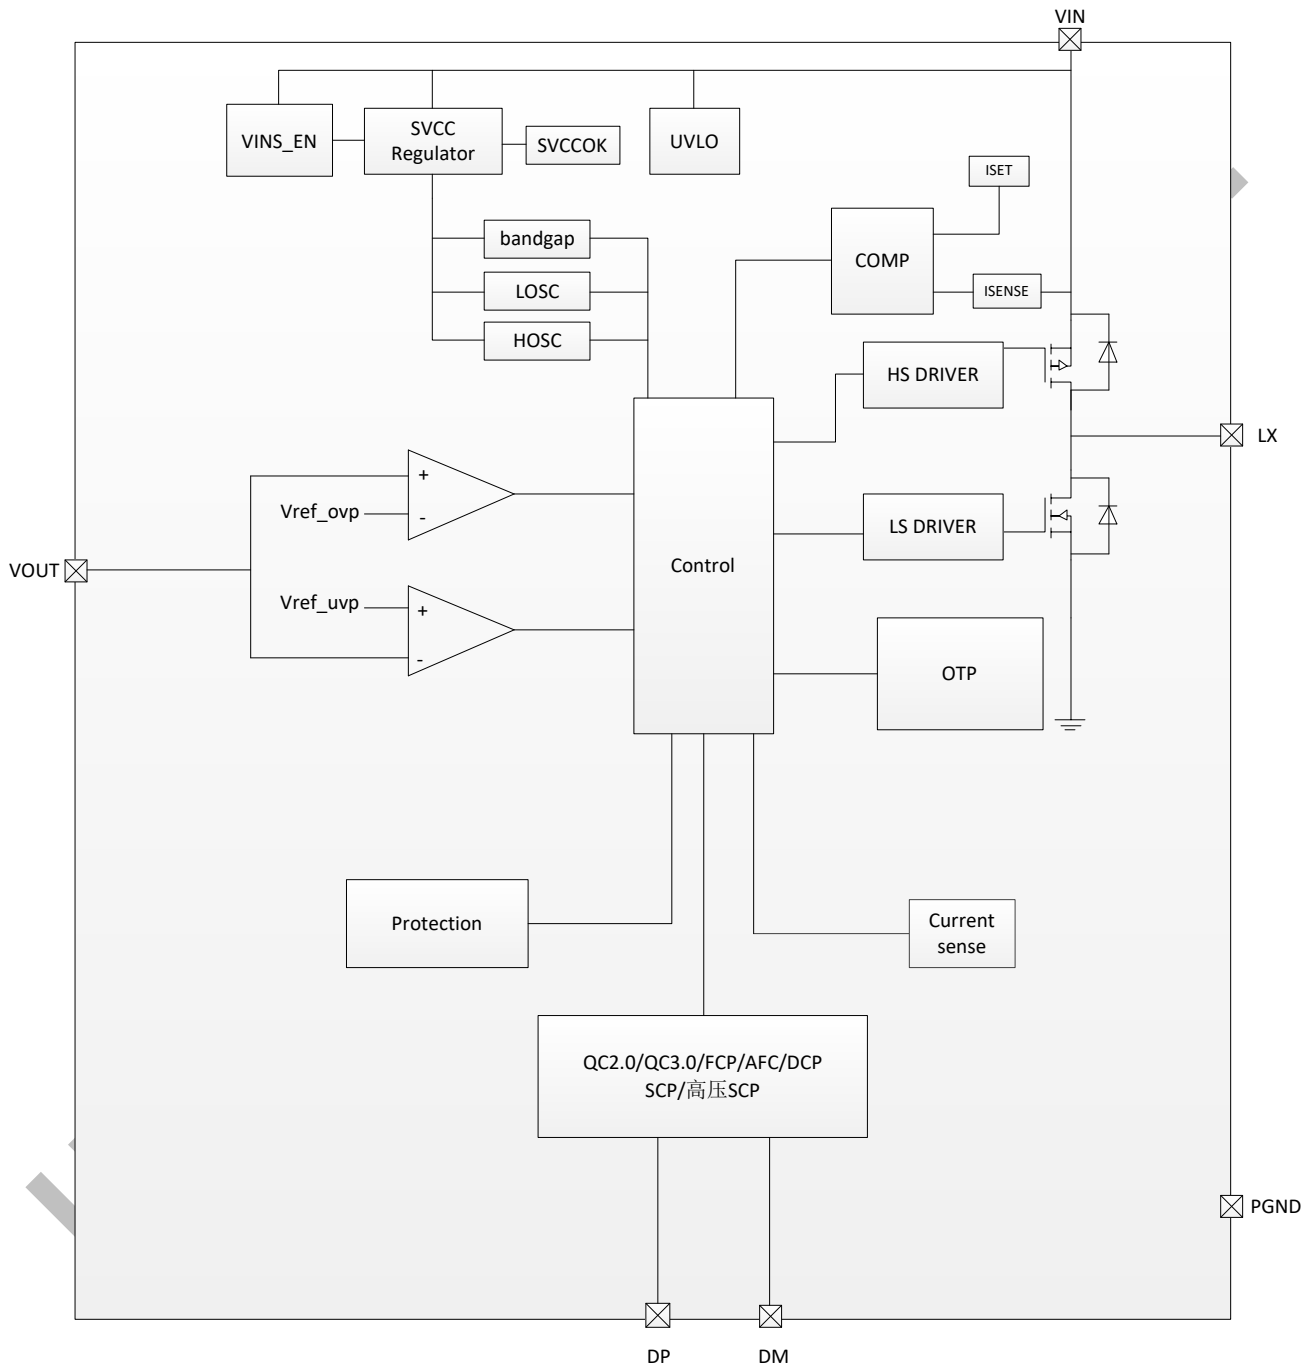 VIN
VINS_EN
SVCC
Regulator
SVCCOK
UVLO
ISET
bandgap
COMP
LOSC
ISENSE
HOSC
HS DRIVER
LX
+
Vref_ovp
-
LS DRIVER
VOUT
Control
Vref_uvp
+
-
OTP
Protection
Current
sense
QC2.0/QC3.0/FCP/AFC/DCP
SCP/高压SCP
PGND
DP
DM